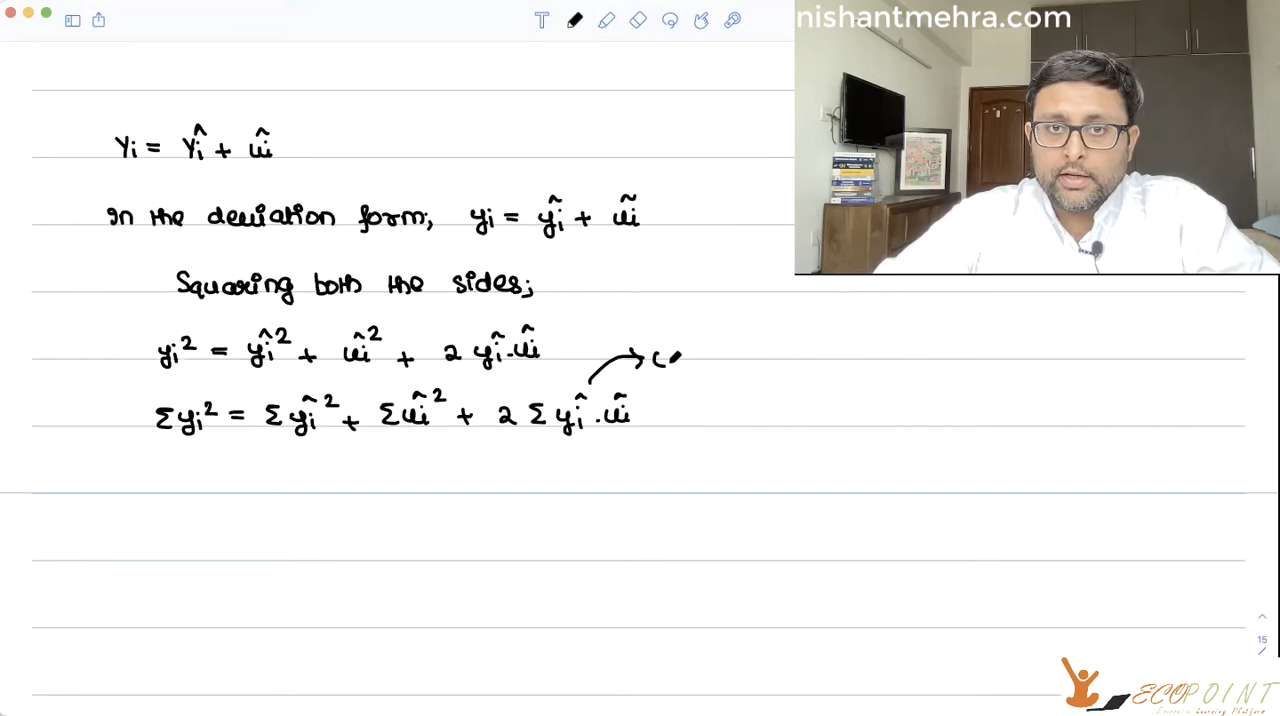 nishantmehra.com
Yi = Ŷi + ûi
In the deviation form; yi = ŷi + ûi
Squaring both the sides;
yi² = ŷi² + ûi² + 2 ŷi·ûi
Σyi² = Σŷi² + Σûi² + 2 Σŷi·ûi
15
ECOPOINT